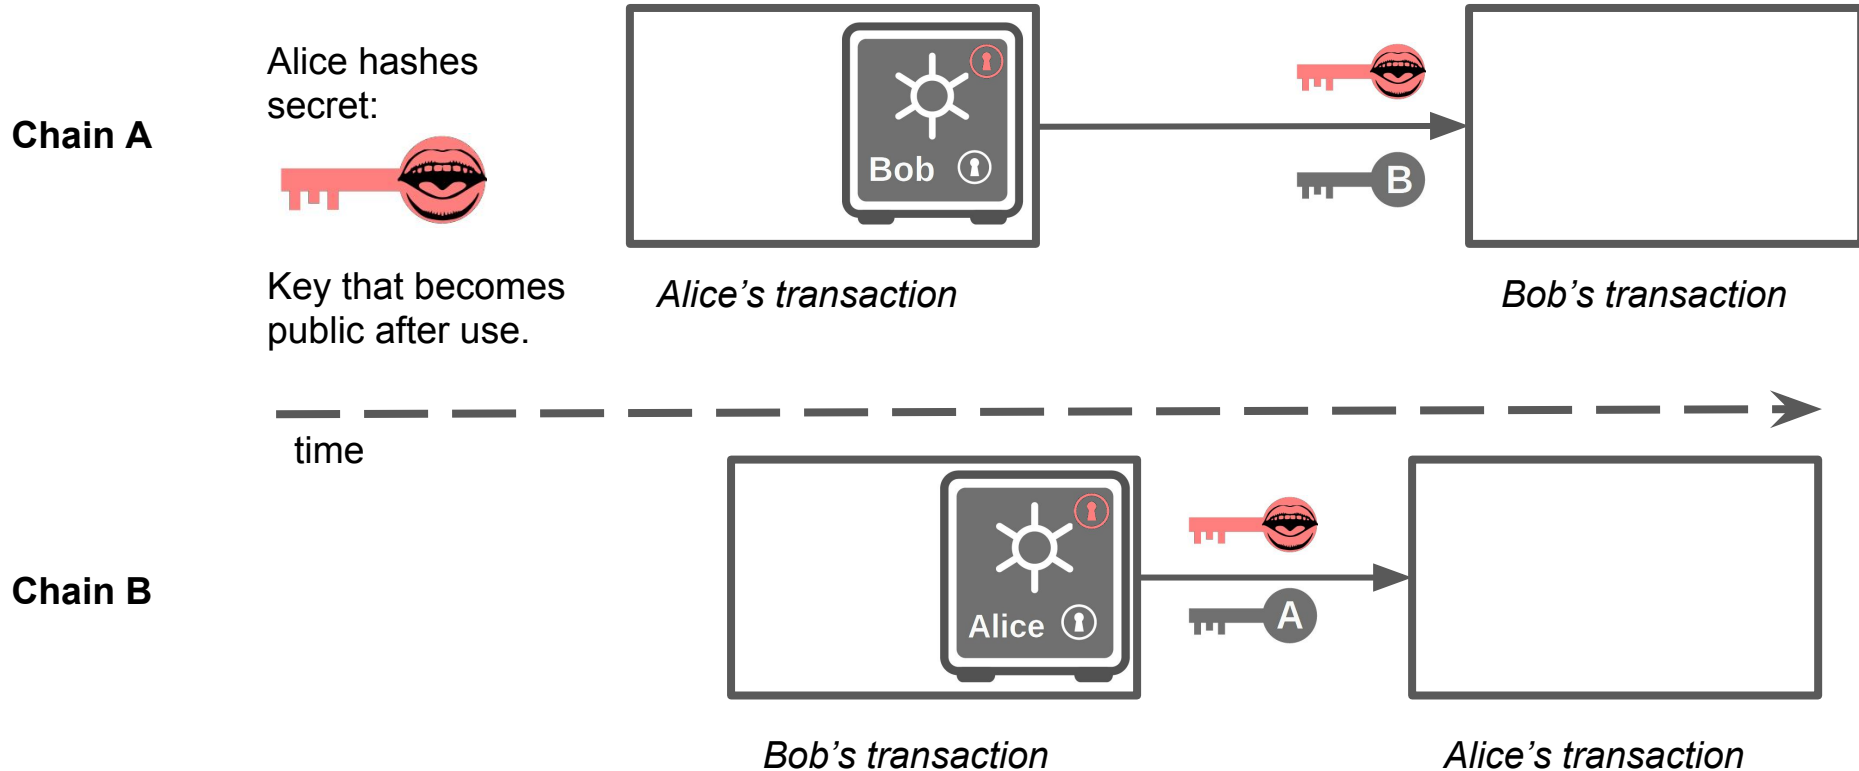 Alice hashes
secret:
Chain A
Bob
B
Key that becomes
public after use.
Alice’s transaction
Bob’s transaction
time
Chain B
Alice
A
Bob’s transaction
Alice’s transaction